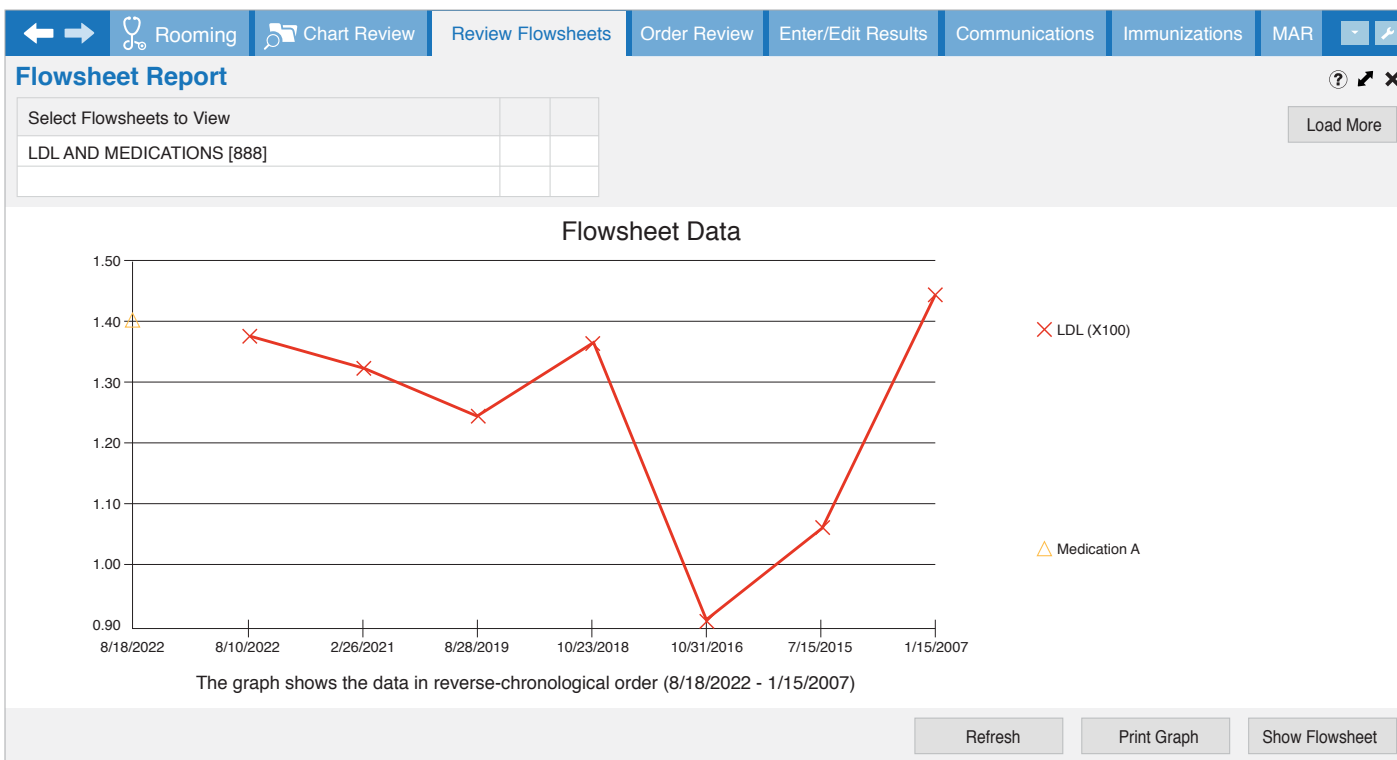 Rooming Chart Review Review Flowsheets Order Review Enter/Edit Results Communications Immunizations MAR
Flowsheet Report
?
Select Flowsheets to View
Load More
LDL AND MEDICATIONS [888]
Flowsheet Data
1.50
1.40
1.30
1.20
1.10
1.00
0.90
8/18/2022 8/10/2022 2/26/2021 8/28/2019 10/23/2018 10/31/2016 7/15/2015 1/15/2007
LDL (X100)
Medication A
The graph shows the data in reverse-chronological order (8/18/2022 - 1/15/2007)
Refresh Print Graph Show Flowsheet